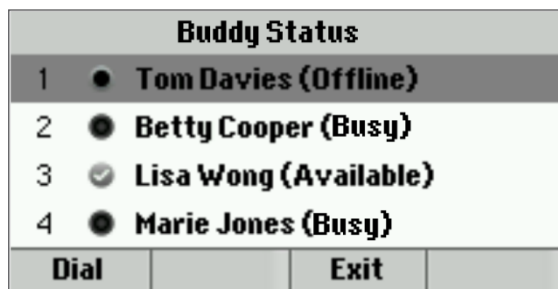 Buddy Status
1 Tom Davies (Offline)
2 Betty Cooper (Busy)
3 Lisa Wong (Available)
4 Marie Jones (Busy)
Dial Exit